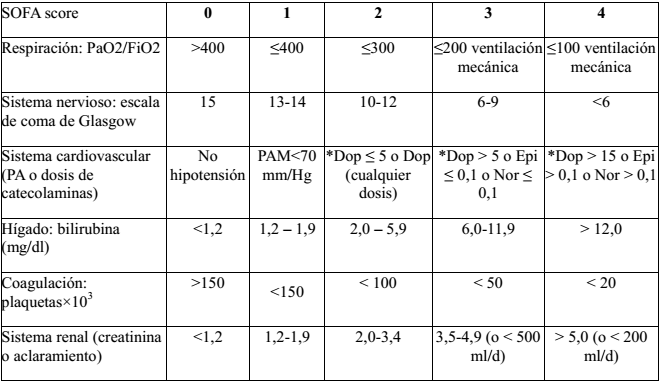 SOFA score 0 1 2 3 4
Respiración: PaO2/FiO2 >400 ≤400 ≤300 ≤200 ventilación ≤100 ventilación
mecánica mecánica
Sistema nervioso: escala 15 13-14 10-12 6-9 <6
de coma de Glasgow
Sistema cardiovascular No PAM<70 *Dop ≤ 5 o Dop *Dop > 5 o Epi *Dop > 15 o Epi
(PA o dosis de hipotensión mm/Hg (cualquier ≤ 0,1 o Nor ≤ > 0,1 o Nor > 0,1
catecolaminas) dosis) 0,1
Hígado: bilirubina <1,2 1,2 – 1,9 2,0 – 5,9 6,0-11,9 > 12,0
(mg/dl)
Coagulación: >150 <150 < 100 < 50 < 20
plaquetas×10³
Sistema renal (creatinina <1,2 1,2-1,9 2,0-3,4 3,5-4,9 (o < 500 > 5,0 (o < 200
o aclaramiento) ml/d) ml/d)